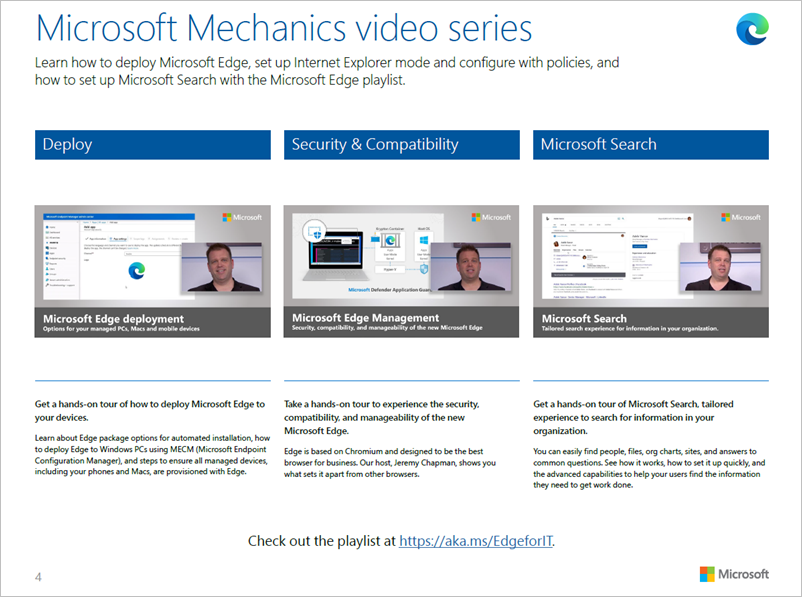 Microsoft Mechanics video series
Learn how to deploy Microsoft Edge, set up Internet Explorer mode and configure with policies, and
how to set up Microsoft Search with the Microsoft Edge playlist.
Deploy
Microsoft
Microsoft Edge deployment
Options for your managed PCs, Macs and mobile devices
Get a hands-on tour of how to deploy Microsoft Edge to
your devices.
Learn about Edge package options for automated installation, how
to deploy Edge to Windows PCs using MECM (Microsoft Endpoint
Configuration Manager), and steps to ensure all managed devices,
including your phones and Macs, are provisioned with Edge.
Security & Compatibility
Microsoft
Microsoft Defender Application Guard
Microsoft Edge Management
Security, compatibility, and manageability of the new Microsoft Edge
Take a hands-on tour to experience the security,
compatibility, and manageability of the new
Microsoft Edge.
Edge is based on Chromium and designed to be the best
browser for business. Our host, Jeremy Chapman, shows you
what sets it apart from other browsers.
Microsoft Search
Microsoft
Microsoft Search
Tailored search experience for information in your organization.
Get a hands-on tour of Microsoft Search, tailored
experience to search for information in your
organization.
You can easily find people, files, org charts, sites, and answers to
common questions. See how it works, how to set it up quickly, and
the advanced capabilities to help your users find the information
they need to get work done.
Check out the playlist at https://aka.ms/EdgeforIT.
4
Microsoft